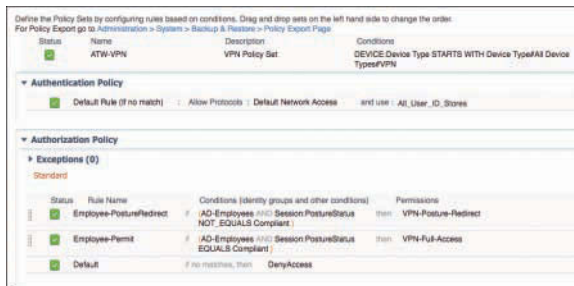 Define the Policy Sets by configuring rules based on conditions. Drag and drop sets on the left hand side to change the order.
For Policy Export go to Administration > System > Backup & Restore > Policy Export Page
Status Name Description Conditions
ATW-VPN VPN Policy Set DEVICE:Device Type STARTS WITH Device Type#All Device Types#VPN
Authentication Policy
Default Rule (If no match) : Allow Protocols : Default Network Access and use : All_User_ID_Stores
Authorization Policy
Exceptions (0)
Standard
Status Rule Name Conditions (identity groups and other conditions) Permissions
Employee-PostureRedirect if (AD-Employees AND Session:PostureStatus NOT_EQUALS Compliant ) then VPN-Posture-Redirect
Employee-Permit if (AD-Employees AND Session:PostureStatus EQUALS Compliant ) then VPN-Full-Access
Default if no matches, then DenyAccess